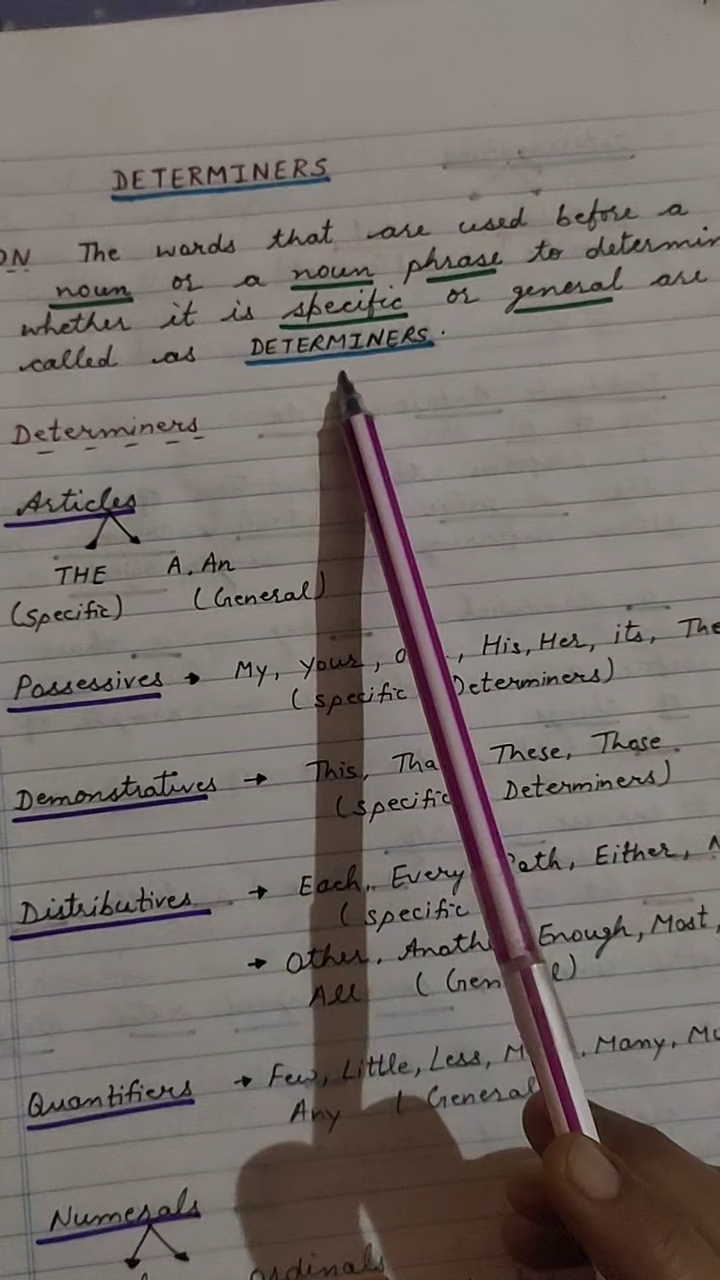 DETERMINERS
The words that are used before a
noun or a noun phrase to determin
whether it is specific or general are
called as DETERMINERS.
Determiners
Articles
THE A. An
(specific) (General)
Possessives → My, your, His, Her, its, The
(specific Determiners)
Demonstratives → This, Tha These, Those
(specific Determiners)
Distributives → Each, Every Either,
(specific
→ Other, Anoth Enough, Most,
All (Gen l)
Quantifiers → Few, Little, Less, Many,
Any (General
Numerals
ordinals